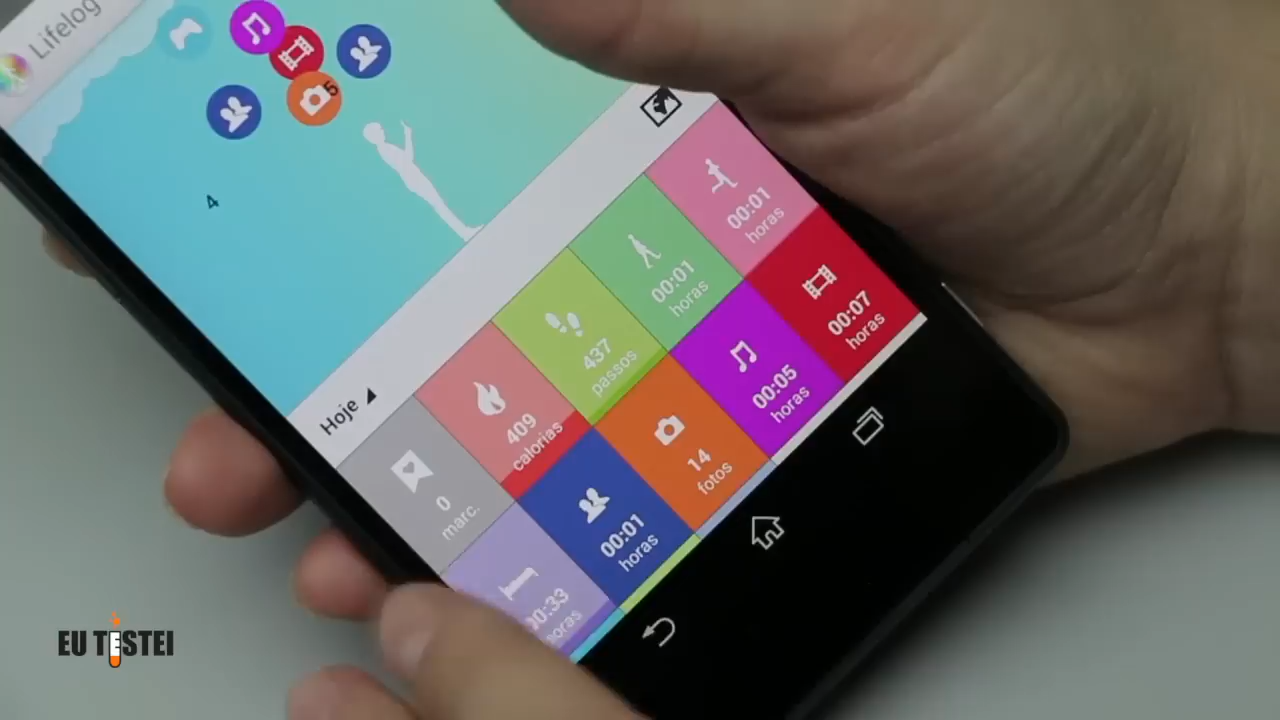 Lifelog
5
4
Hoje
0
marc.
409
calorias
437
passos
00:01
horas
00:01
horas
00:01
horas
14
fotos
00:05
horas
00:07
horas
EU TESTEI